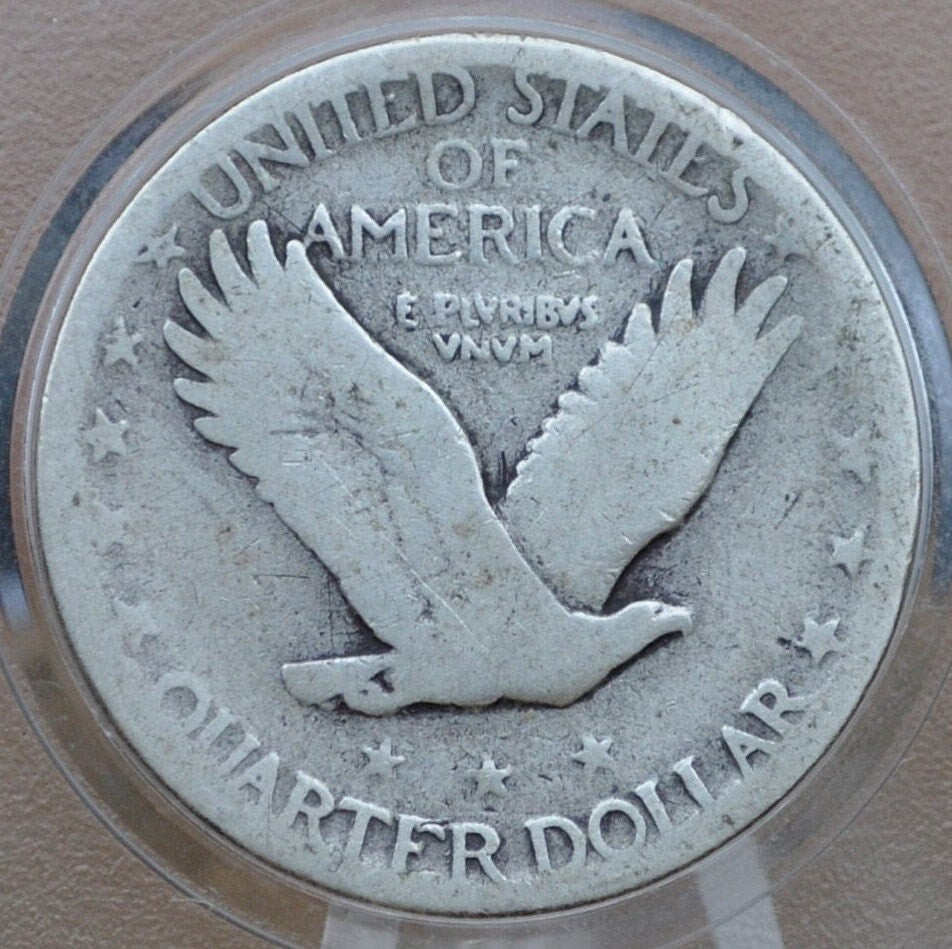 UNITED STATES
OF
AMERICA
E PLVRIBVS
VNVM
QUARTER DOLLAR